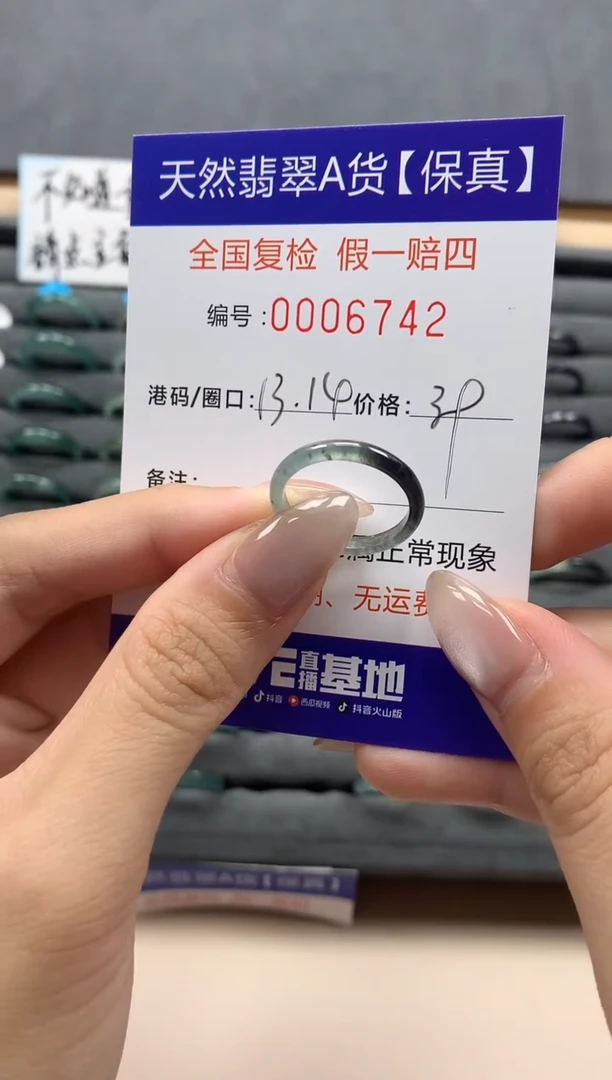 天然翡翠A货【保真】
全国复检 假一赔四
编号:0006742
港码/圈口:13.14 价格:
备注:
属正常现象
、无运费
E直播基地
抖音 西瓜视频 抖音火山版